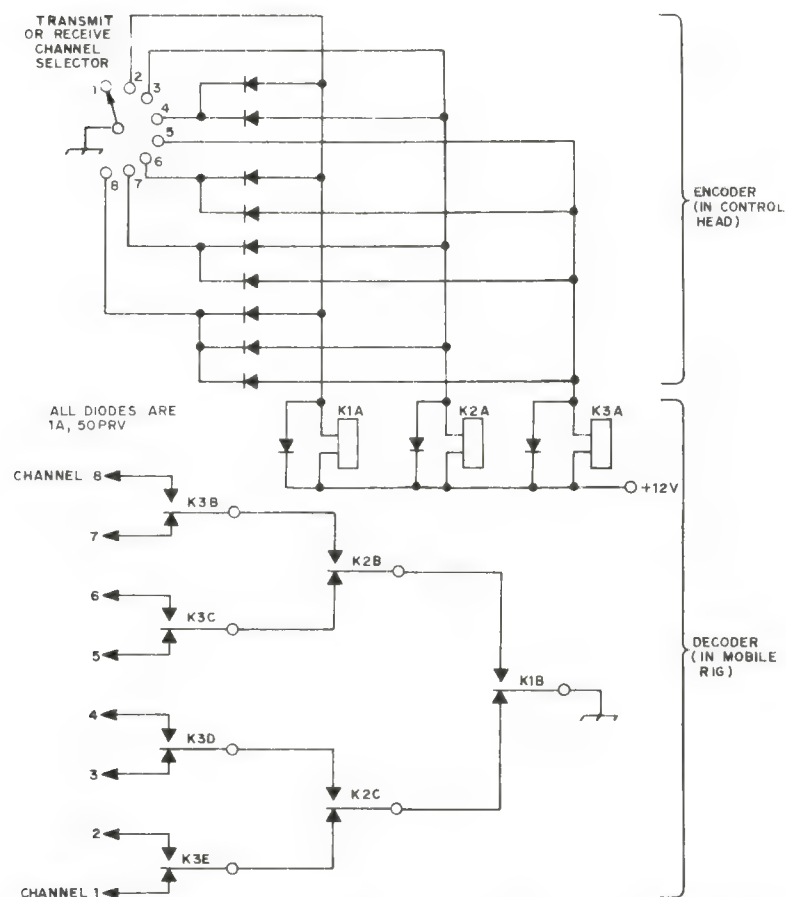 TRANSMIT
OR RECEIVE
CHANNEL
SELECTOR
1
2
3
4
5
6
7
8
ENCODER
(IN CONTROL
HEAD)
ALL DIODES ARE
1A, 50PRV
K1A
K2A
K3A
+12V
CHANNEL 8
K3B
7
K2B
6
K3C
5
DECODER
(IN MOBILE
RIG)
K1B
4
K3D
3
K2C
2
K3E
CHANNEL 1